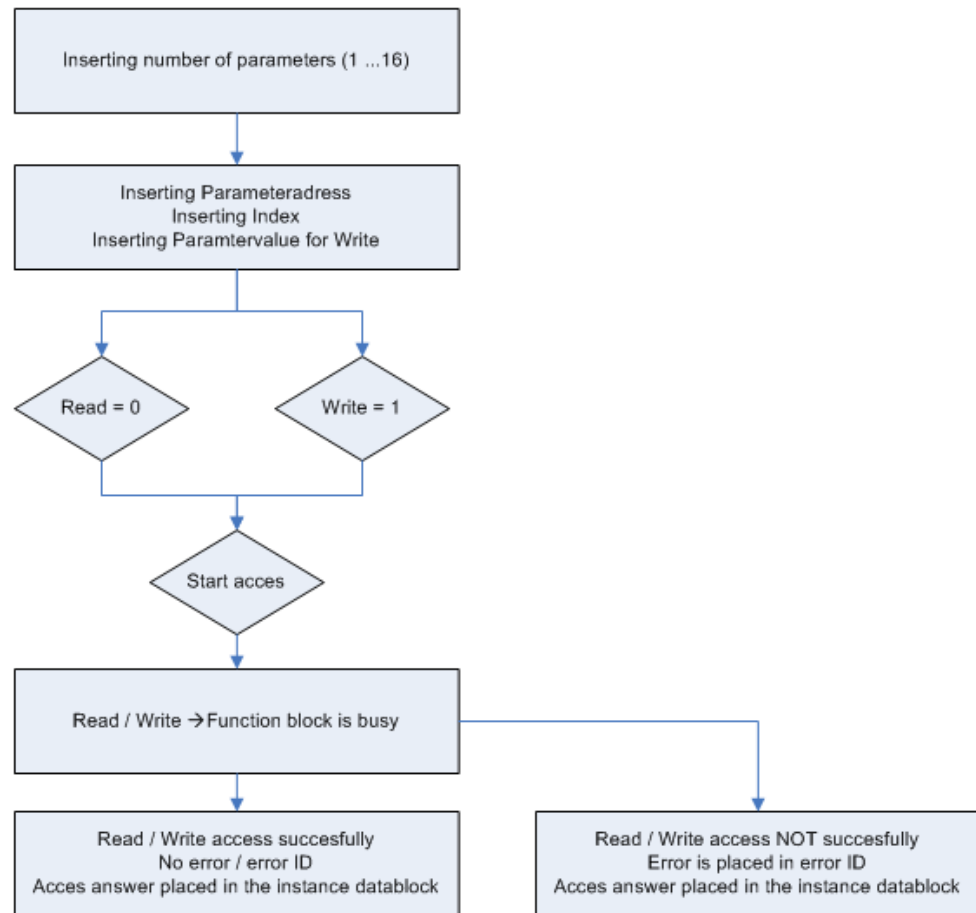 Inserting number of parameters (1 ...16)
Inserting Parameteradress
Inserting Index
Inserting Paramtervalue for Write
Read = 0
Write = 1
Start acces
Read / Write →Function block is busy
Read / Write access succesfully
No error / error ID
Acces answer placed in the instance datablock
Read / Write access NOT succesfully
Error is placed in error ID
Acces answer placed in the instance datablock